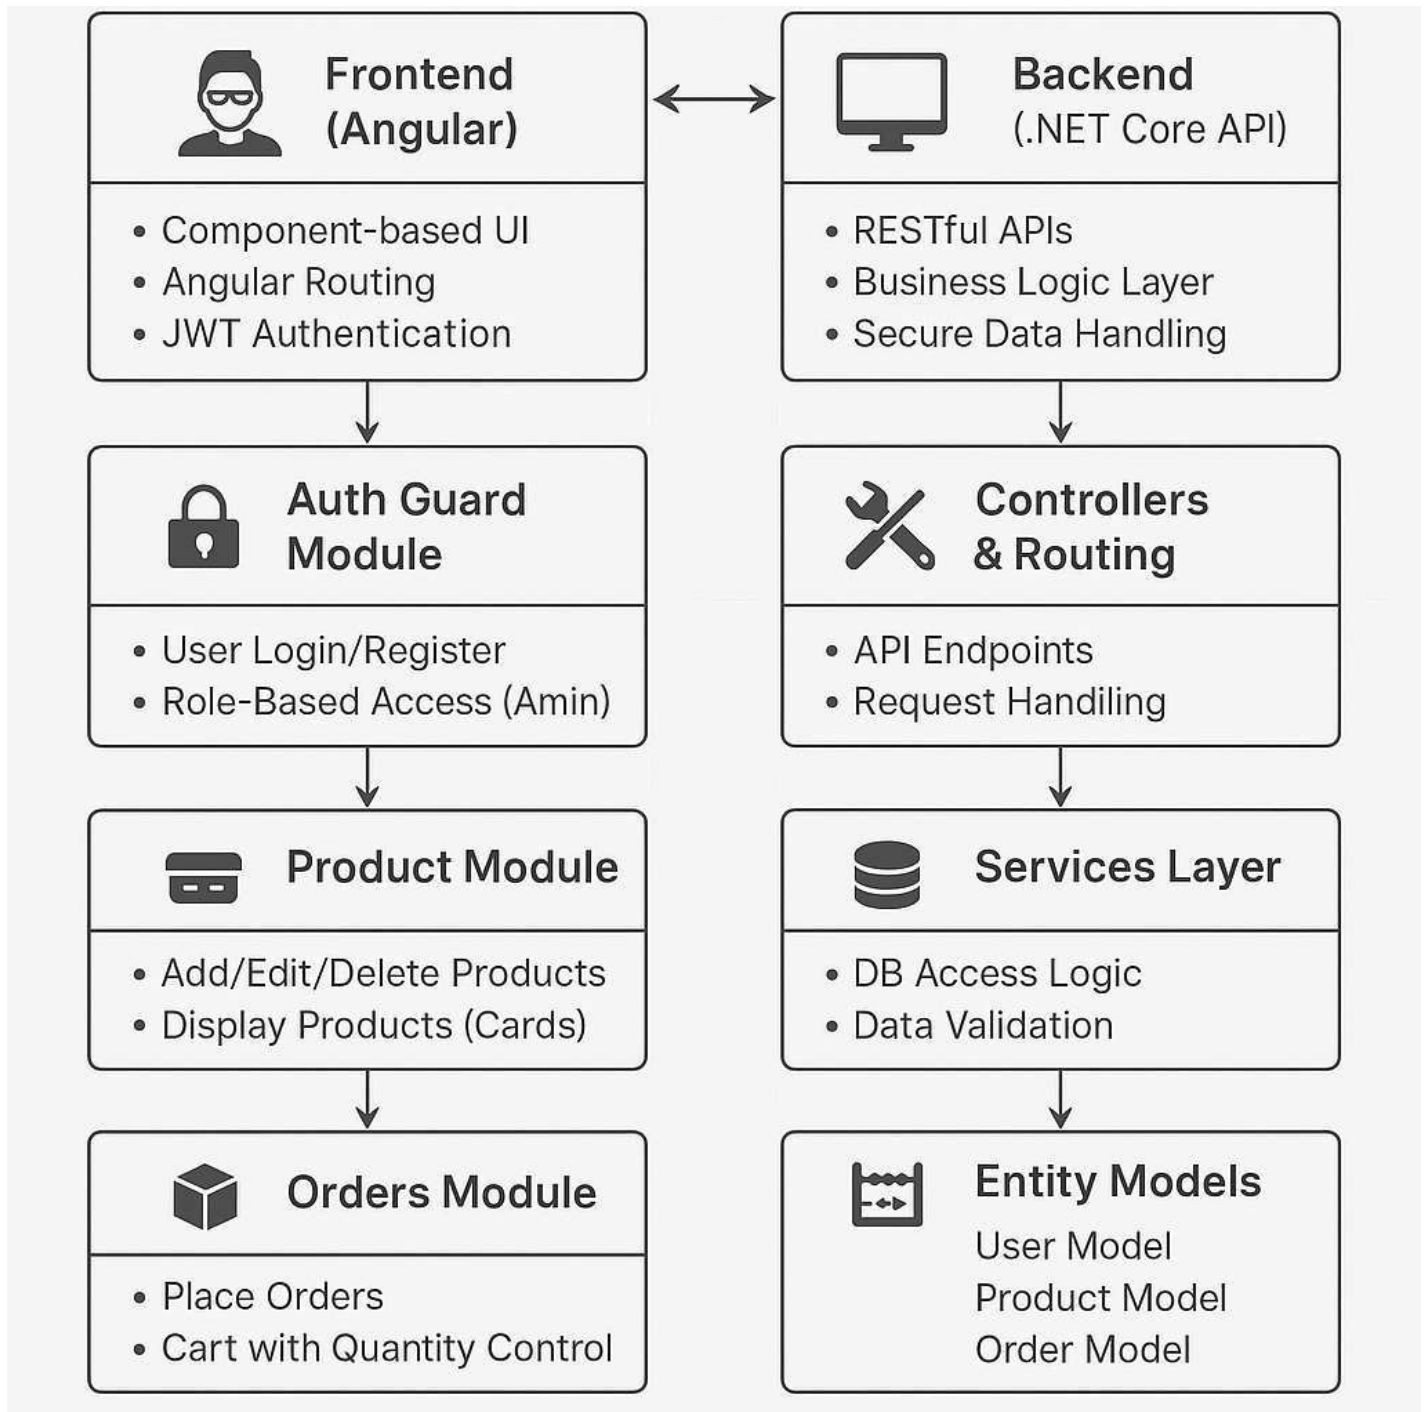 Frontend
(Angular)
• Component-based UI
• Angular Routing
• JWT Authentication
Backend
(.NET Core API)
• RESTful APIs
• Business Logic Layer
• Secure Data Handling
Auth Guard
Module
• User Login/Register
• Role-Based Access (Amin)
Controllers
& Routing
• API Endpoints
• Request Handiling
Product Module
• Add/Edit/Delete Products
• Display Products (Cards)
Services Layer
• DB Access Logic
• Data Validation
Orders Module
• Place Orders
• Cart with Quantity Control
Entity Models
User Model
Product Model
Order Model